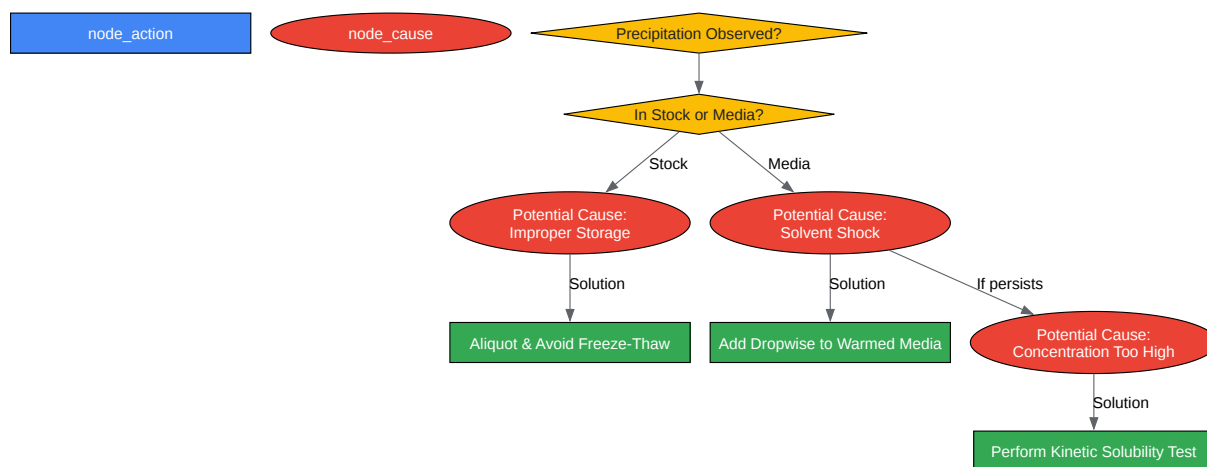 node_action
node_cause
Precipitation Observed?
In Stock or Media?
Stock
Media
Potential Cause:
Improper Storage
Potential Cause:
Solvent Shock
Solution
Solution
If persists
Aliquot & Avoid Freeze-Thaw
Add Dropwise to Warmed Media
Potential Cause:
Concentration Too High
Solution
Perform Kinetic Solubility Test